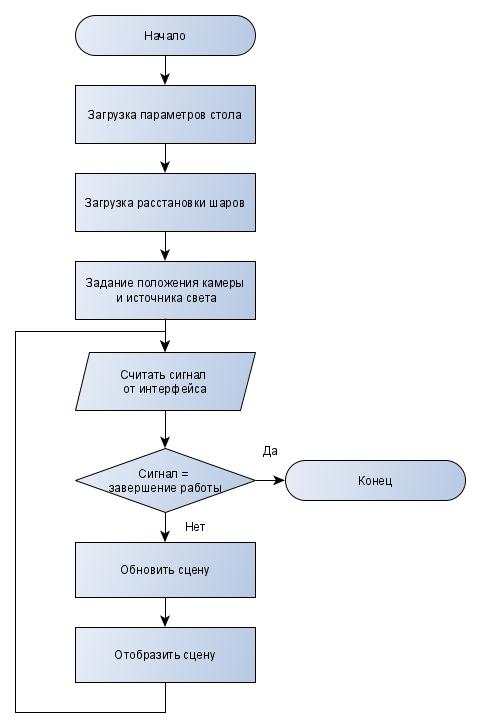 Начало
Загрузка параметров стола
Загрузка расстановки шаров
Задание положения камеры
и источника света
Считать сигнал
от интерфейса
Сигнал =
завершение работы
Да
Конец
Нет
Обновить сцену
Отобразить сцену